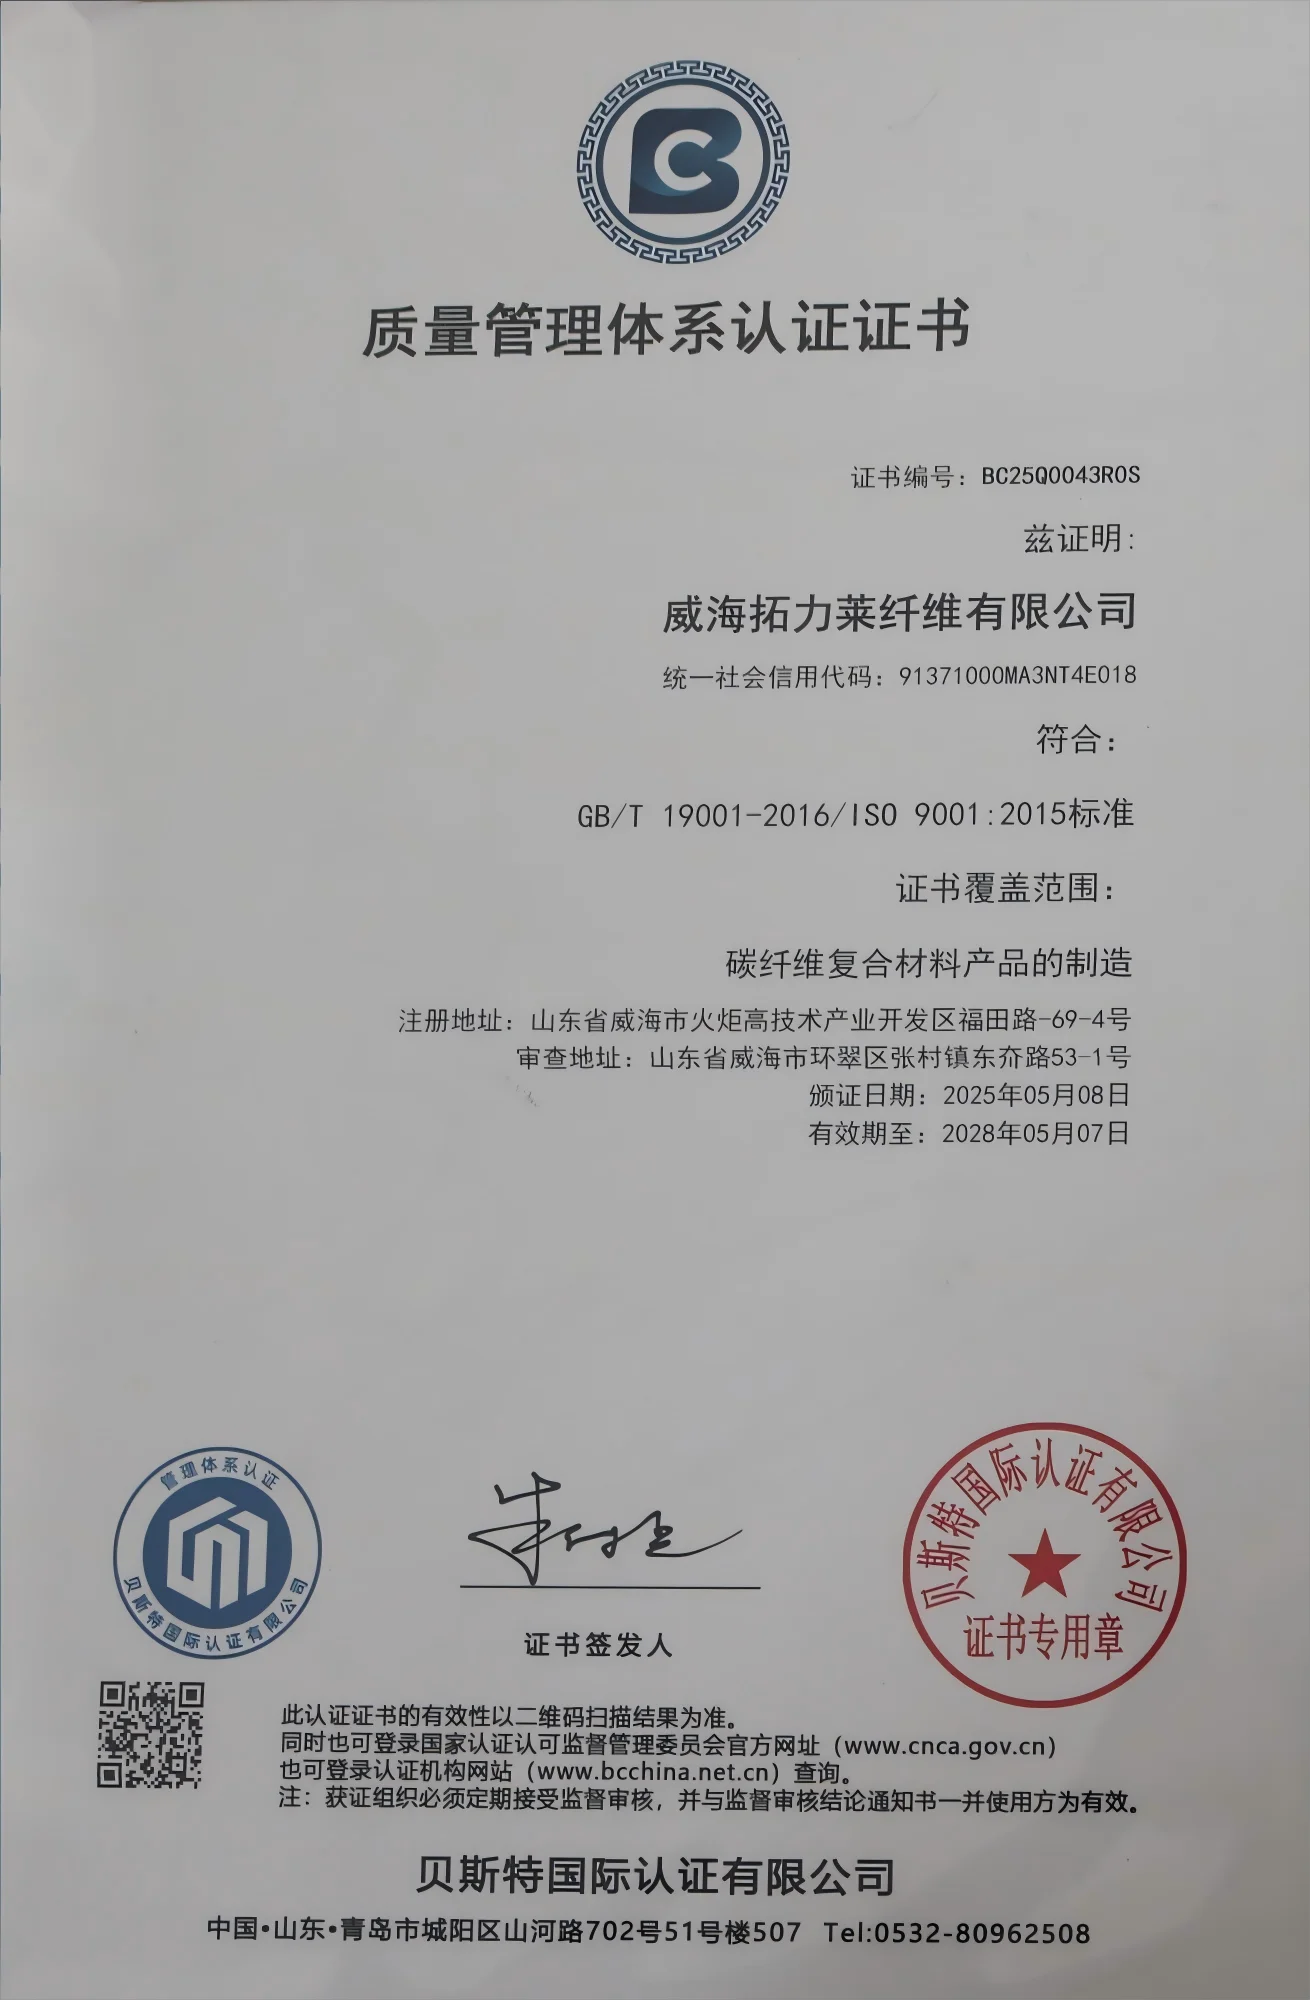 BC
质量管理体系认证证书
证书编号：BC25Q0043R0S
兹证明：
威海拓力莱纤维有限公司
统一社会信用代码：91371000MA3NT4E018
符合：
GB/T 19001-2016/ISO 9001:2015标准
证书覆盖范围：
碳纤维复合材料产品的制造
注册地址：山东省威海市火炬高技术产业开发区福田路-69-4号
审查地址：山东省威海市环翠区张村镇东夼路53-1号
颁证日期：2025年05月08日
有效期至：2028年05月07日
管理体系认证
贝斯特国际认证有限公司
证书签发人
贝斯特国际认证有限公司
证书专用章
此认证证书的有效性以二维码扫描结果为准。
同时也可登录国家认证认可监督管理委员会官方网址（www.cnca.gov.cn）
也可登录认证机构网站（www.bcchina.net.cn）查询。
注：获证组织必须定期接受监督审核，并与监督审核结论通知书一并使用方为有效。
贝斯特国际认证有限公司
中国•山东•青岛市城阳区山河路702号51号楼507 Tel:0532-80962508